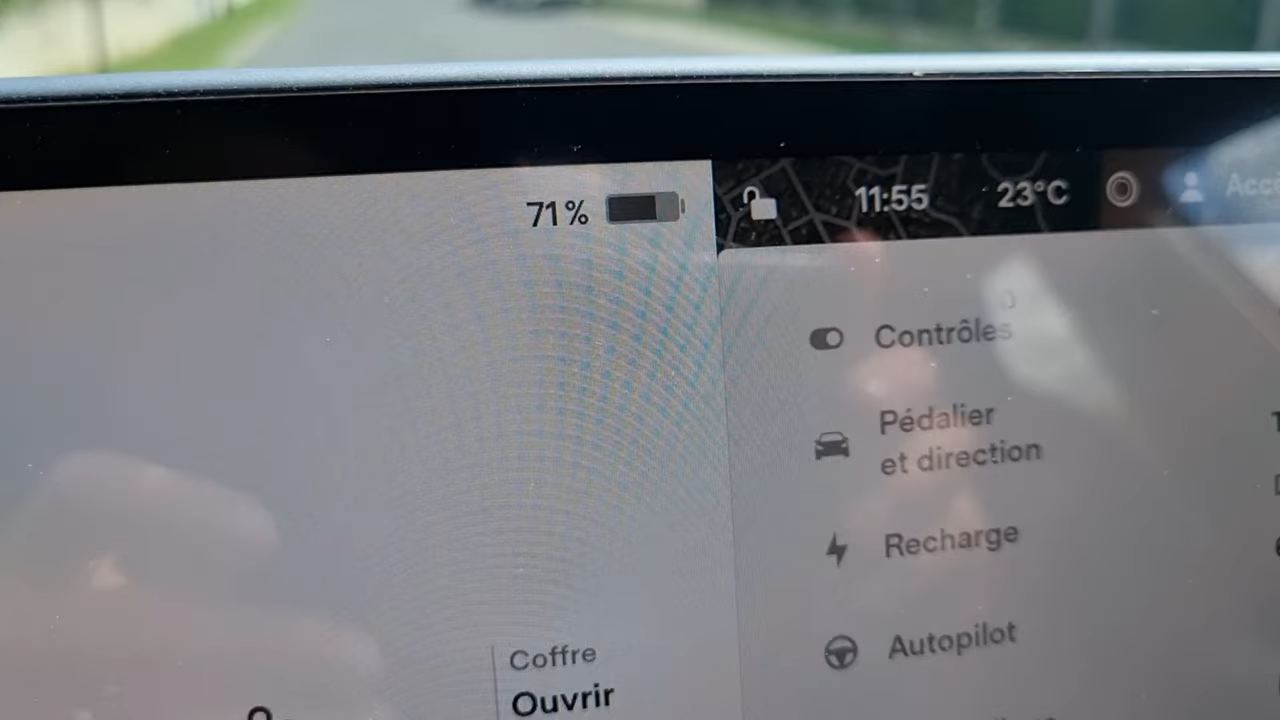 71%
11:55
23°C
Contrôles
Pédalier
et direction
Recharge
Autopilot
Coffre
Ouvrir